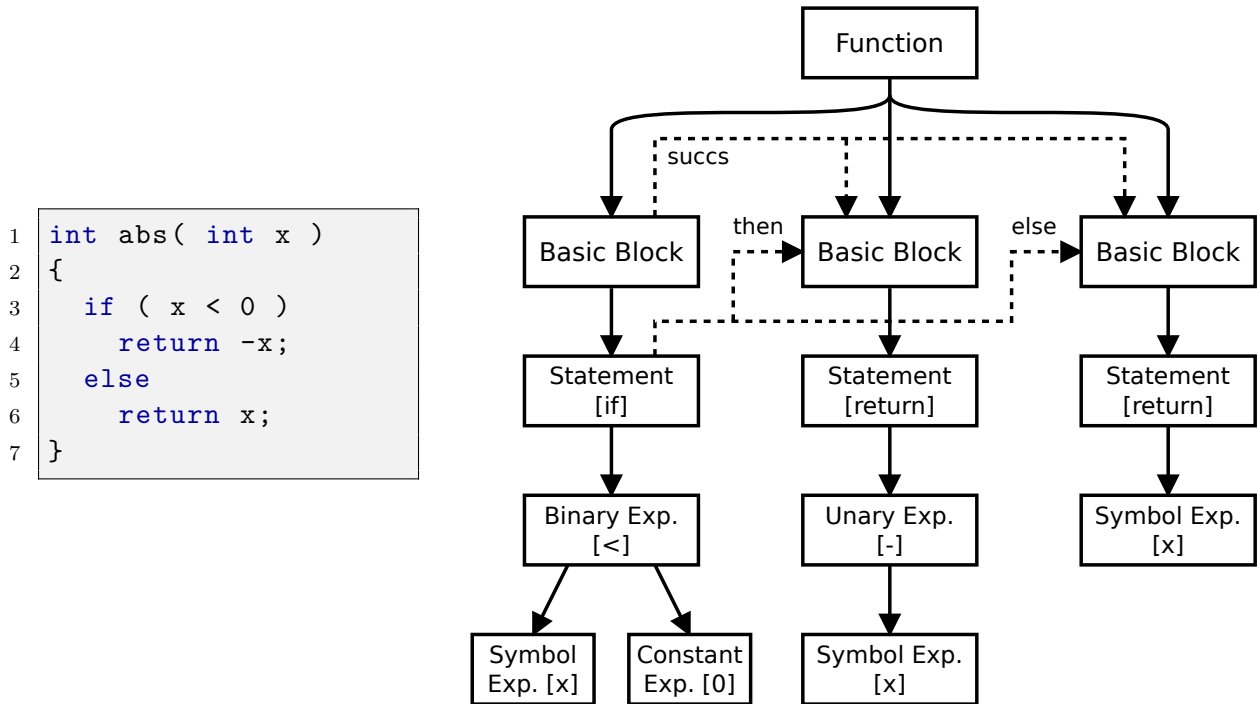 1 int abs( int x )
2 {
3 if ( x < 0 )
4 return -x;
5 else
6 return x;
7 }
Function
succs
then
else
Basic Block
Basic Block
Basic Block
Statement
[if]
Statement
[return]
Statement
[return]
Binary Exp.
[<]
Unary Exp.
[-]
Symbol Exp.
[x]
Symbol
Exp. [x]
Constant
Exp. [0]
Symbol Exp.
[x]